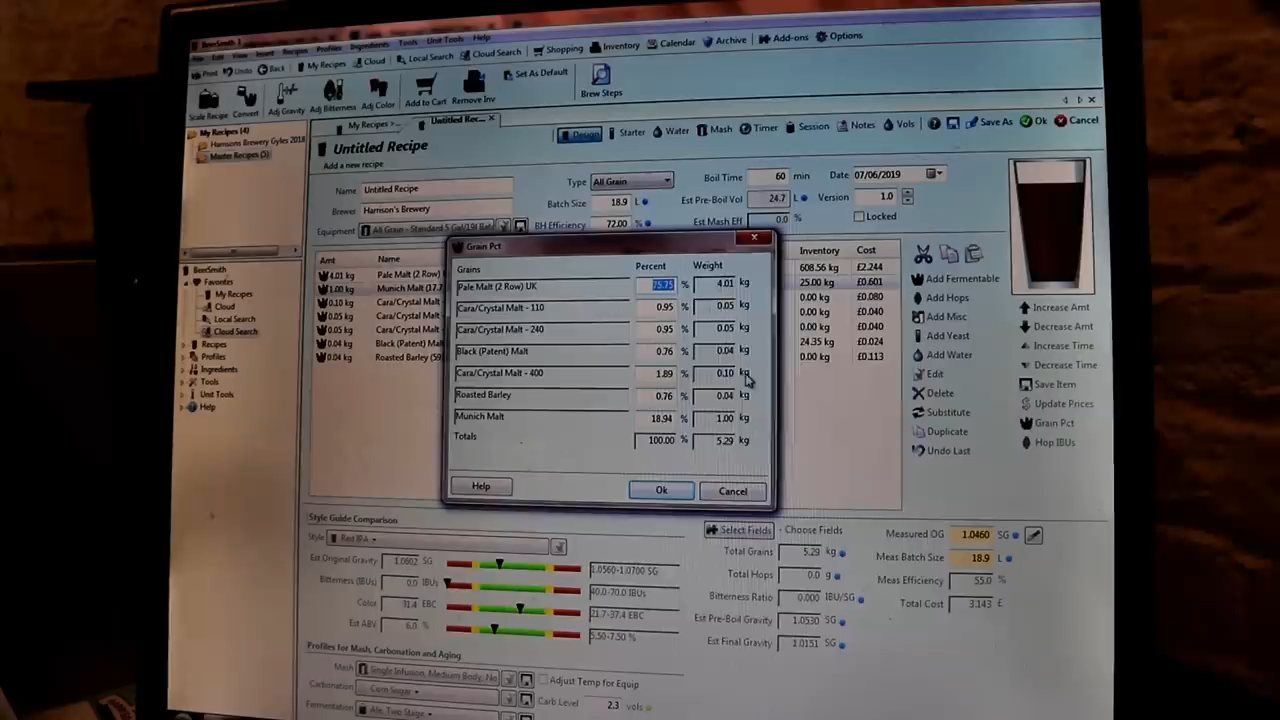 BeerSmith 3
File Edit View Insert Recipes Profiles Ingredients Tools Unit Tools Help
Print Undo Back My Recipes Cloud Local Search Cloud Search Shopping Inventory Calendar Archive Add-ons Options
Scale Recipe Convert Adj Gravity Adj Bitterness Adj Color Add to Cart Remove Inv Set As Default Brew Steps
My Recipes (4)
Harrisons Brewery Gyles 2018
Master Recipes (5)
My Recipes >... Untitled Rec...
Untitled Recipe
Add a new recipe
Design Starter Water Mash Timer Session Notes Vols Save As Ok Cancel
Name Untitled Recipe Type All Grain Boil Time 60 min Date 07/06/2019
Brewer Harrison's Brewery Batch Size 18.9 L Est Pre-Boil Vol 24.7 L Version 1.0
Equipment All Grain - Standard 5 Gal/19l Bat BH Efficiency 72.00 % Est Mash Eff 0.0 % Locked
Amt Name Inventory Cost
4.01 kg Pale Malt (2 Row) 608.56 kg £2.244
1.00 kg Munich Malt (17.7 25.00 kg £0.601
0.10 kg Cara/Crystal Malt 0.00 kg £0.080
0.05 kg Cara/Crystal Malt 0.00 kg £0.040
0.05 kg Cara/Crystal Malt 0.00 kg £0.040
0.04 kg Black (Patent) M 24.35 kg £0.024
0.04 kg Roasted Barley (59 0.00 kg £0.113
Grain Pct
Grains Percent Weight
Pale Malt (2 Row) UK 75.75 % 4.01 kg
Cara/Crystal Malt - 110 0.95 % 0.05 kg
Cara/Crystal Malt - 240 0.95 % 0.05 kg
Black (Patent) Malt 0.76 % 0.04 kg
Cara/Crystal Malt - 400 1.89 % 0.10 kg
Roasted Barley 0.76 % 0.04 kg
Munich Malt 18.94 % 1.00 kg
Totals 100.00 % 5.29 kg
Help Ok Cancel
Add Fermentable
Add Hops
Add Misc
Add Yeast
Add Water
Edit
Delete
Substitute
Duplicate
Undo Last
Increase Amt
Decrease Amt
Increase Time
Decrease Time
Save Item
Update Prices
Grain Pct
Hop IBUs
BeerSmith
Favorites
My Recipes
Cloud
Local Search
Cloud Search
Recipes
Profiles
Ingredients
Tools
Unit Tools
Help
Style Guide Comparison
Style Red IPA
Est Original Gravity 1.0602 SG 1.0560-1.0700 SG
Bitterness (IBUs) 0.0 IBUs 40.0-70.0 IBUs
Color 31.4 EBC 21.7-37.4 EBC
Est ABV 6.0 % 5.50-7.50 %
Select Fields - Choose Fields
Total Grains 5.29 kg
Total Hops 0.0 g
Bitterness Ratio 0.000 IBU/SG
Est Pre-Boil Gravity 1.0530 SG
Est Final Gravity 1.0151 SG
Measured OG 1.0460 SG
Meas Batch Size 18.9 L
Meas Efficiency 55.0 %
Total Cost 3.143 £
Profiles for Mash, Carbonation and Aging
Mash Single Infusion, Medium Body, No Adjust Temp for Equip
Carbonation Corn Sugar Carb Level 2.3 vols
Fermentation Ale, Two Stage